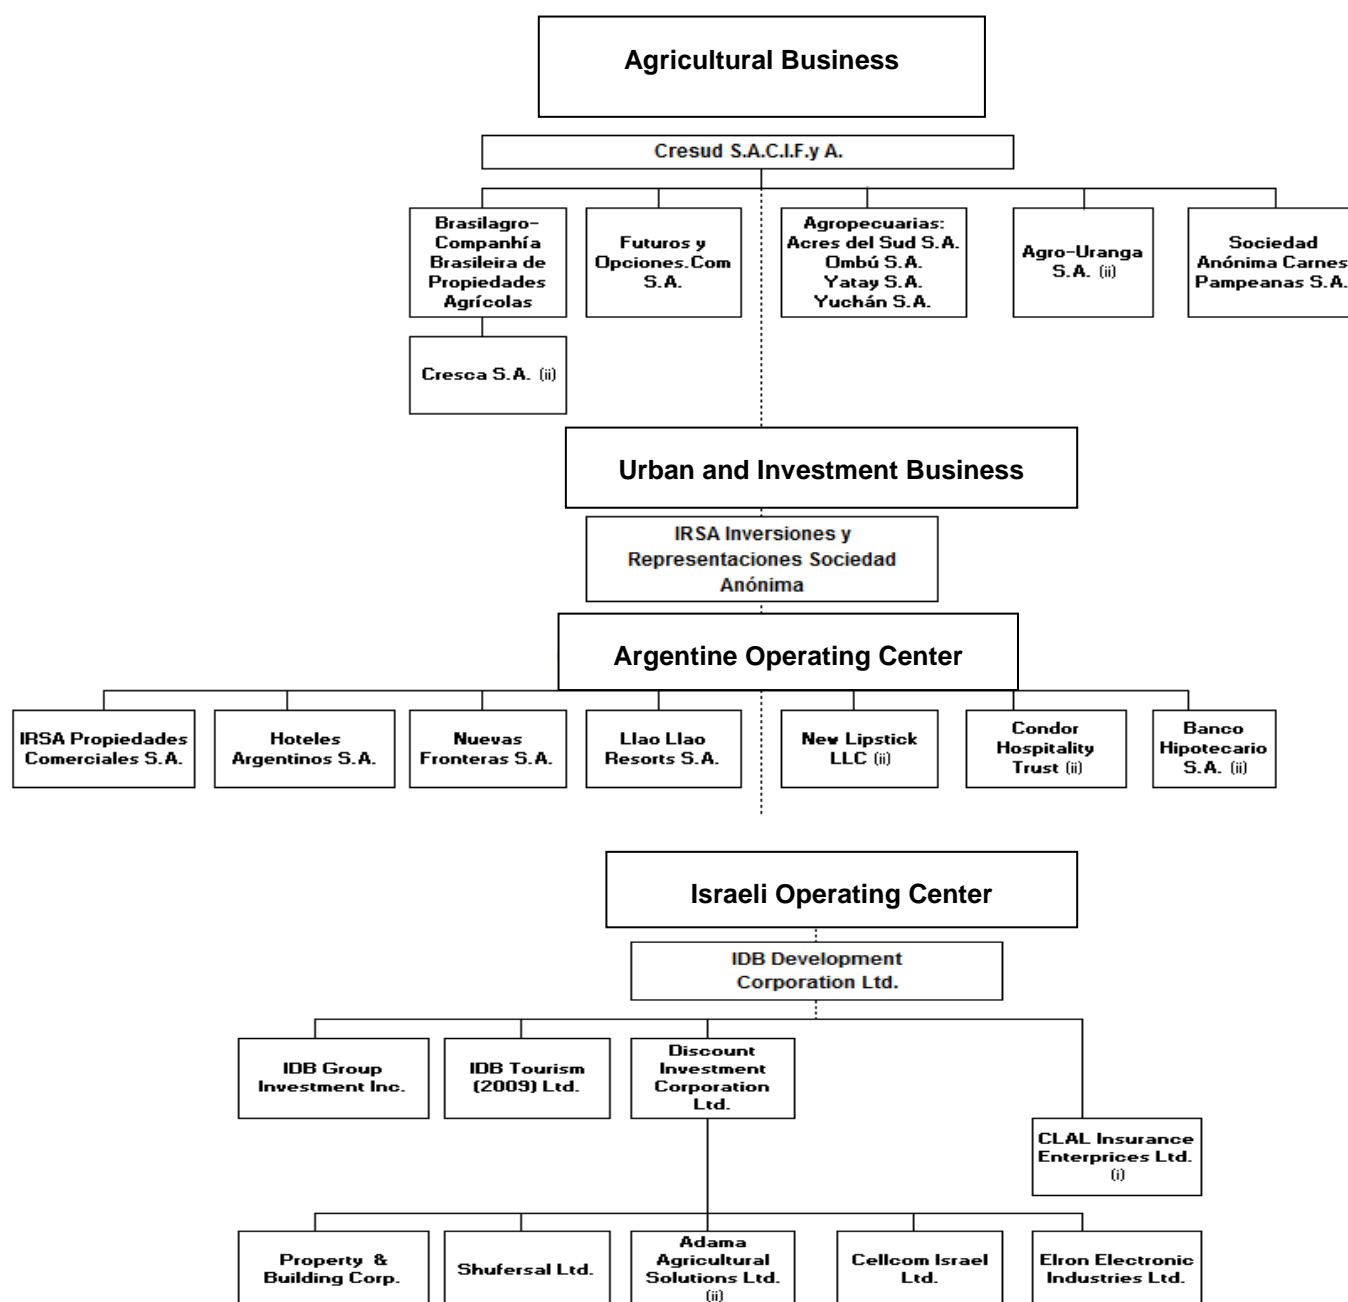 Agricultural Business
Cresud S.A.C.I.F.y A.
Brasilagro-
Companhía
Brasileira de
Propiedades
Agrícolas
Futuros y
Opciones.Com
S.A.
Agropecuarias:
Acres del Sud S.A.
Ombú S.A.
Yatay S.A.
Yuchán S.A.
Agro-Uranga
S.A. (ii)
Sociedad
Anónima Carnes
Pampeanas S.A.
Cresca S.A. (ii)
Urban and Investment Business
IRSA Inversiones y
Representaciones Sociedad
Anónima
Argentine Operating Center
IRSA Propiedades
Comerciales S.A.
Hoteles
Argentinos S.A.
Nuevas
Fronteras S.A.
Llao Llao
Resorts S.A.
New Lipstick
LLC (ii)
Condor
Hospitality
Trust (ii)
Banco
Hipotecario
S.A. (ii)
Israeli Operating Center
IDB Development
Corporation Ltd.
IDB Group
Investment Inc.
IDB Tourism
(2009) Ltd.
Discount
Investment
Corporation
Ltd.
CLAL Insurance
Enterprices Ltd.
(i)
Property & 
Building Corp.
Shufersal Ltd.
Adama
Agricultural
Solutions Ltd.
(ii)
Cellcom Israel
Ltd.
Elron Electronic
Industries Ltd.